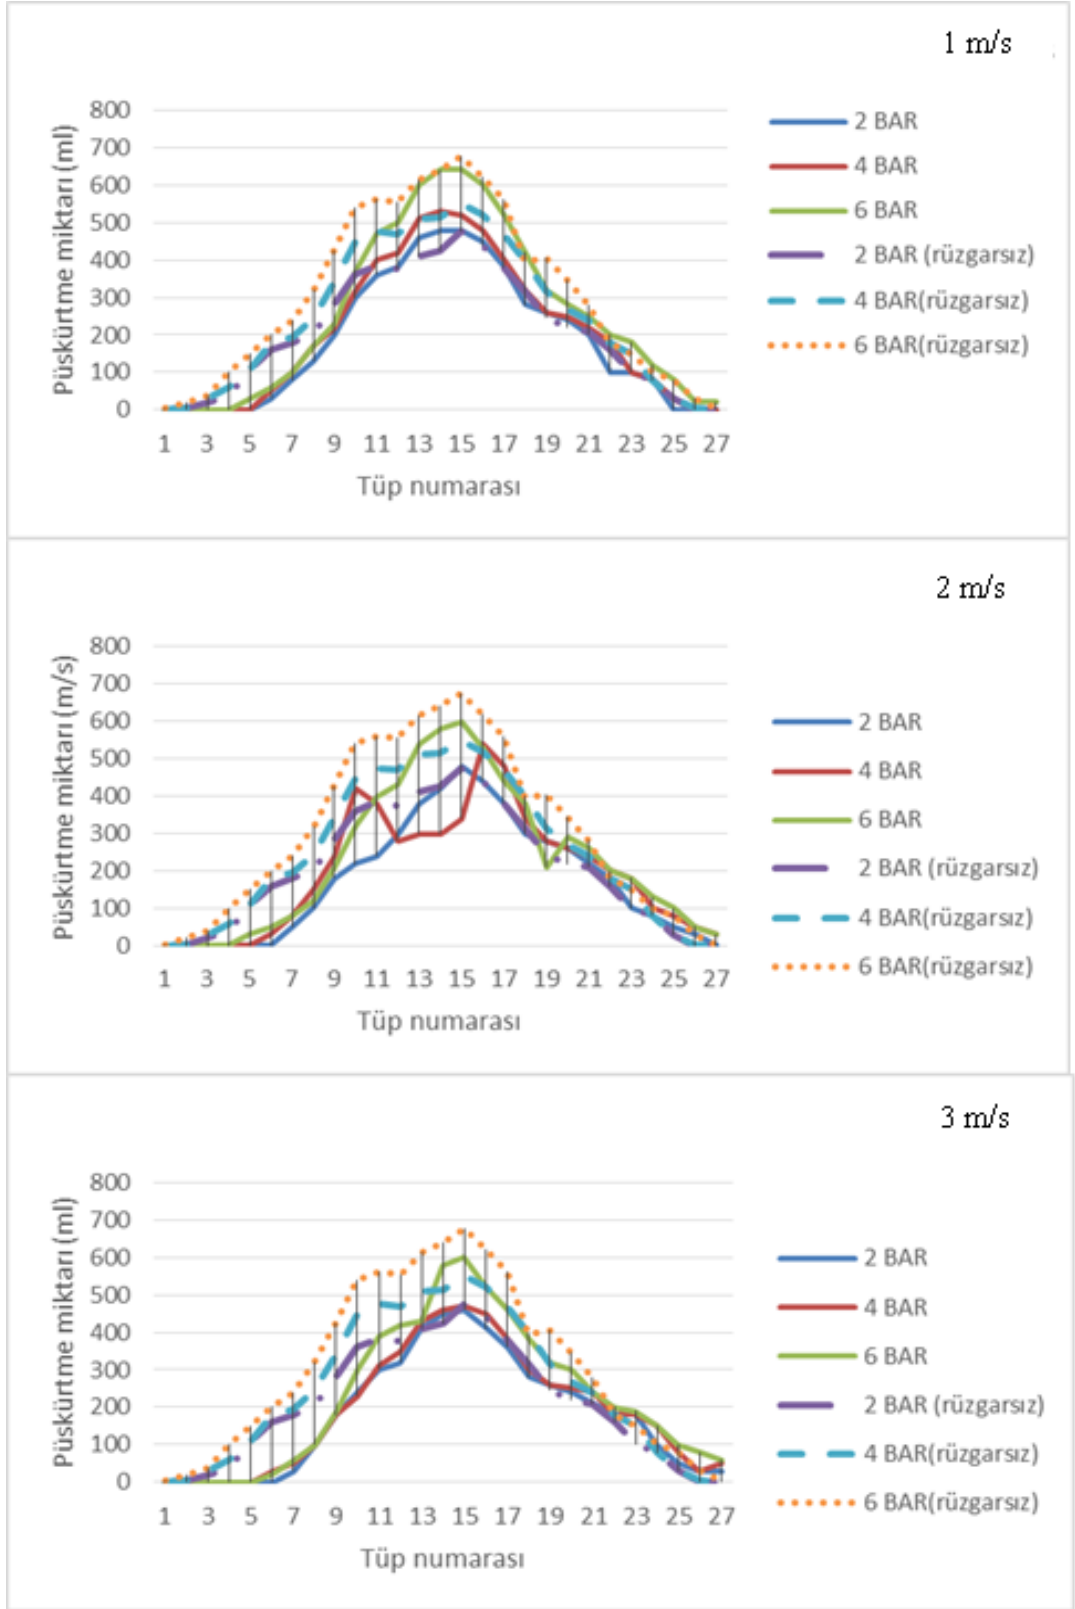 1 m/s
Püskürtme miktarı (ml)
800
700
600
500
400
300
200
100
0
1 3 5 7 9 11 13 15 17 19 21 23 25 27
Tüp numarası
2 BAR
4 BAR
6 BAR
2 BAR (rüzgarsız)
4 BAR(rüzgarsız)
6 BAR(rüzgarsız)
2 m/s
Püskürtme miktarı (m/s)
800
700
600
500
400
300
200
100
0
1 3 5 7 9 11 13 15 17 19 21 23 25 27
Tüp numarası
2 BAR
4 BAR
6 BAR
2 BAR (rüzgarsız)
4 BAR(rüzgarsız)
6 BAR(rüzgarsız)
3 m/s
Püskürtme miktarı (ml)
800
700
600
500
400
300
200
100
0
1 3 5 7 9 11 13 15 17 19 21 23 25 27
Tüp numarası
2 BAR
4 BAR
6 BAR
2 BAR (rüzgarsız)
4 BAR(rüzgarsız)
6 BAR(rüzgarsız)